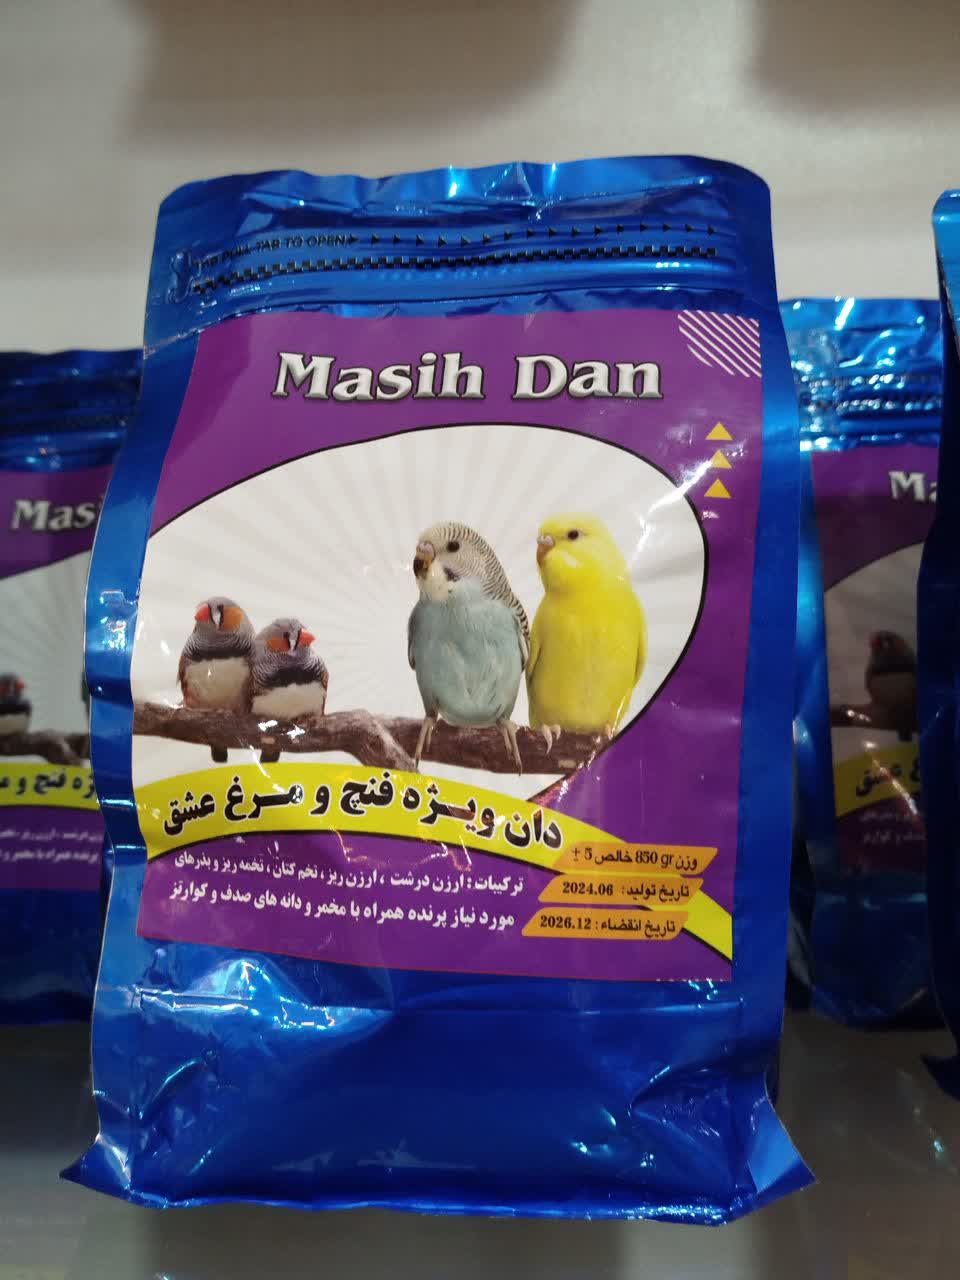 PULL TAB TO OPEN
Masih Dan
دان ویژه فنچ و مرغ عشق
ترکیبات : ارزن درشت ، ارزن ریز ، تخم کتان ، تخمه ریز و بذرهای
مورد نیاز پرنده همراه با مخمر و دانه های صدف و کوارتز
وزن 850 gr خالص 5 ±
تاریخ تولید : 2024.06
تاریخ انقضاء : 2026.12